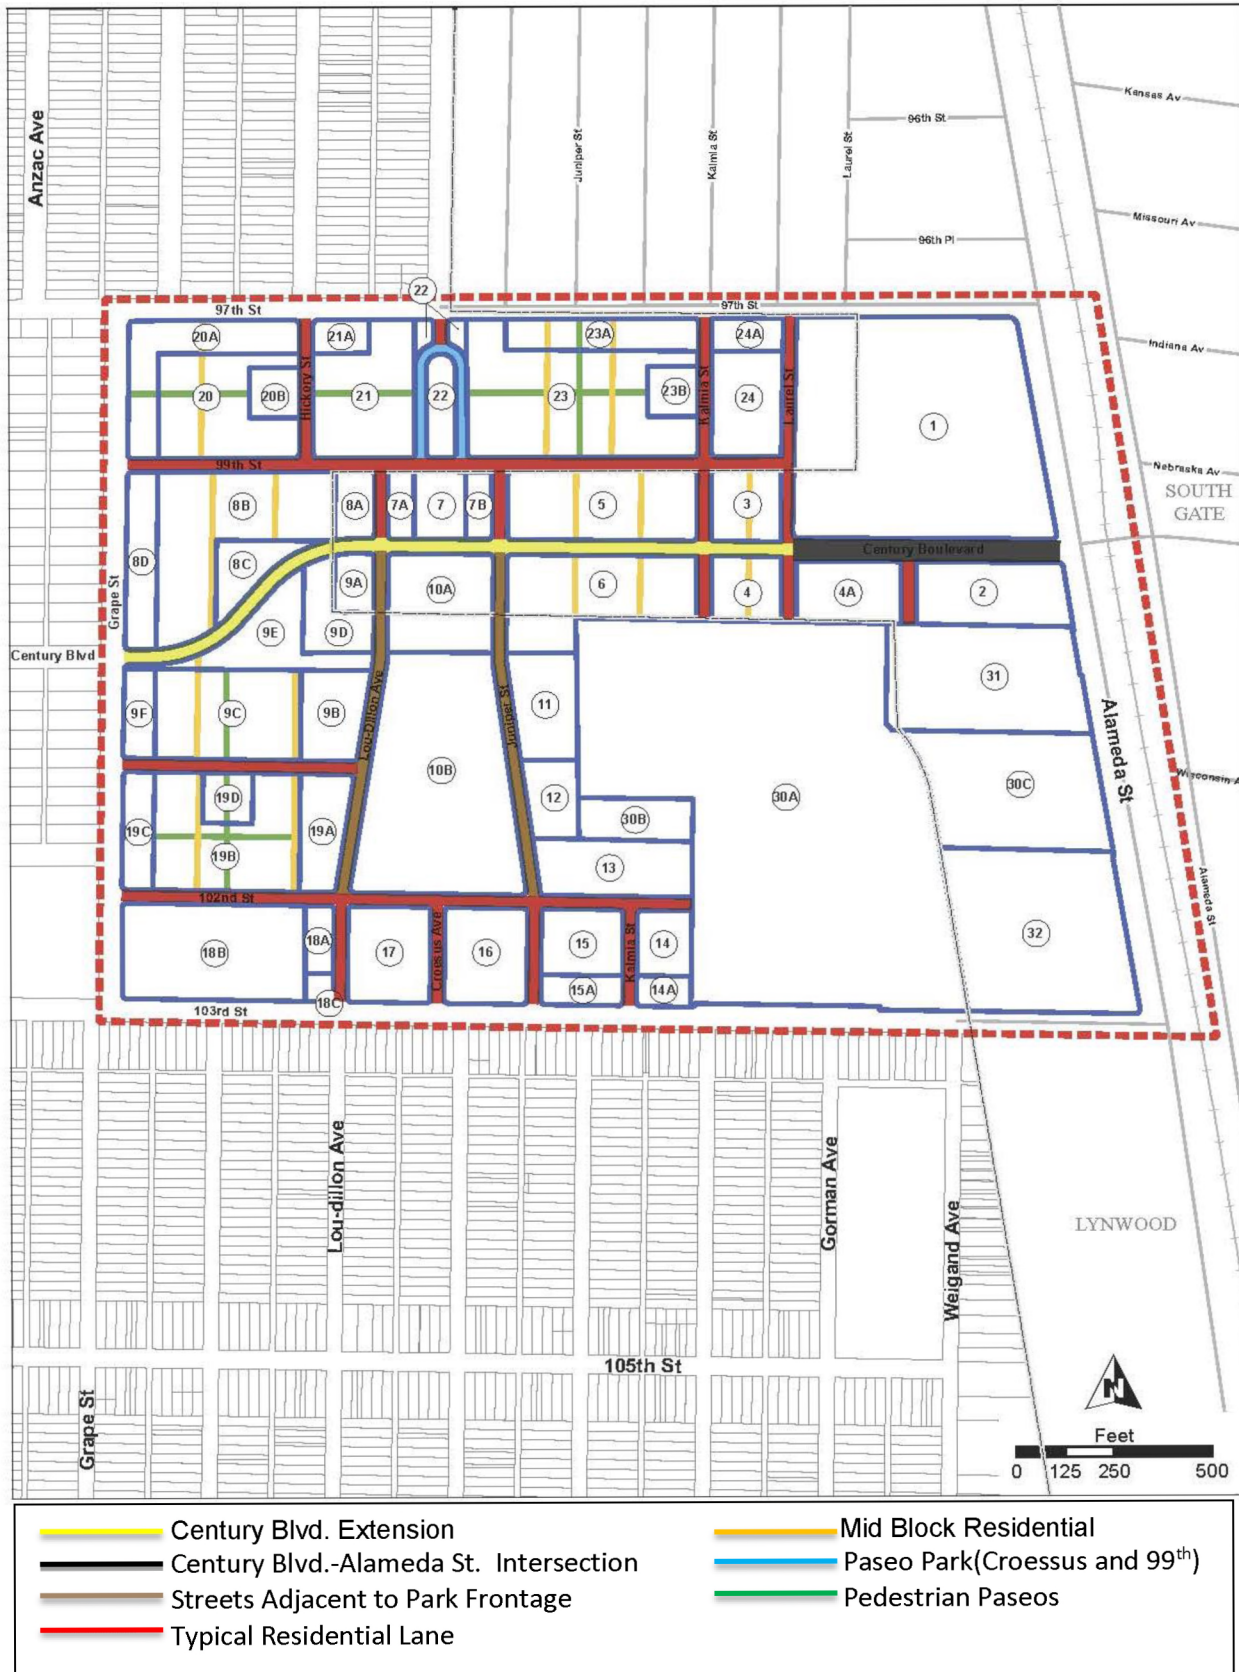 Anzac Ave
Juniper St
Kalmia St
Laurel St
96th St
96th Pl
Kansas Av
Missouri Av
Indiana Av
Nebraska Av
SOUTH
GATE
22
97th St
97th St
20A
21A
23A
24A
20
20B
Hickory St
21
22
23
23B
Kalmia St
24
Laurel St
1
99th St
8B
8A
7A
7
7B
5
3
8D
8C
Century Boulevard
Grape St
9A
10A
6
4
4A
2
9E
9D
Century Blvd
31
9F
9C
9B
Lou-Dillon Ave
Juniper St
11
Alameda St
10B
12
30A
30C
19D
30B
19C
19A
19B
13
Alameda St
102nd St
18B
18A
17
Croesus Ave
16
15
Kalmia St
14
32
15A
14A
18C
103rd St
Lou-dillon Ave
Gorman Ave
Weigand Ave
LYNWOOD
105th St
Grape St
N
Feet
0 125 250 500
Century Blvd. Extension
Century Blvd.-Alameda St. Intersection
Streets Adjacent to Park Frontage
Typical Residential Lane
Mid Block Residential
Paseo Park(Croessus and 99th)
Pedestrian Paseos